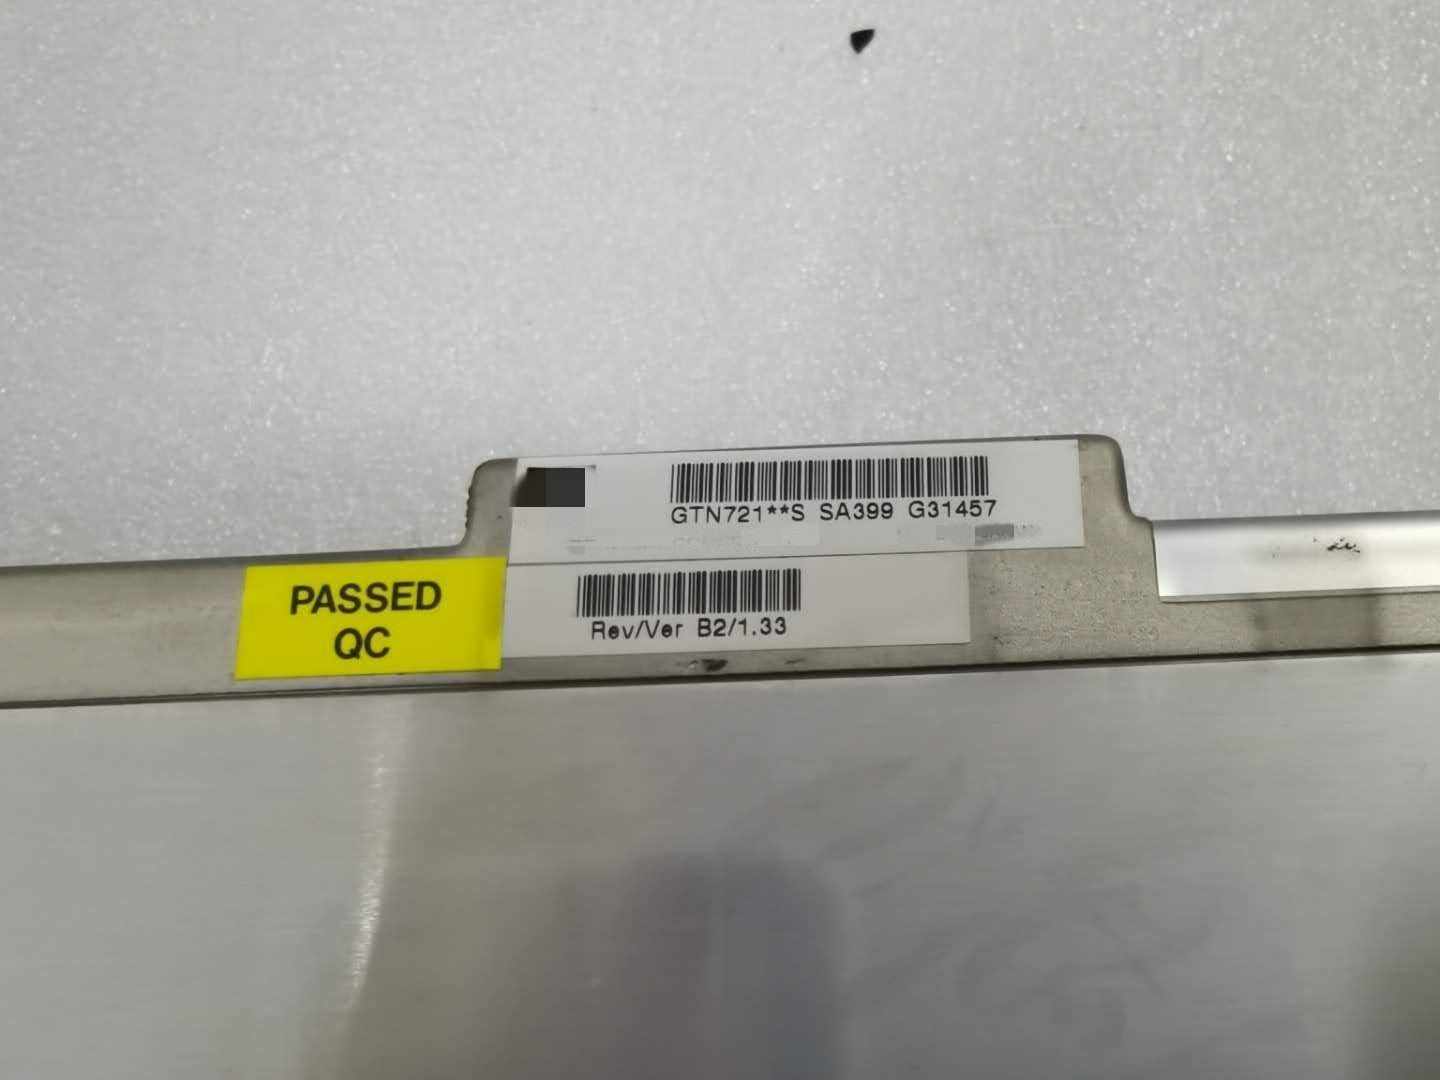 GTN721**S SA399 G31457
PASSED
QC
Rev/Ver B2/1.33